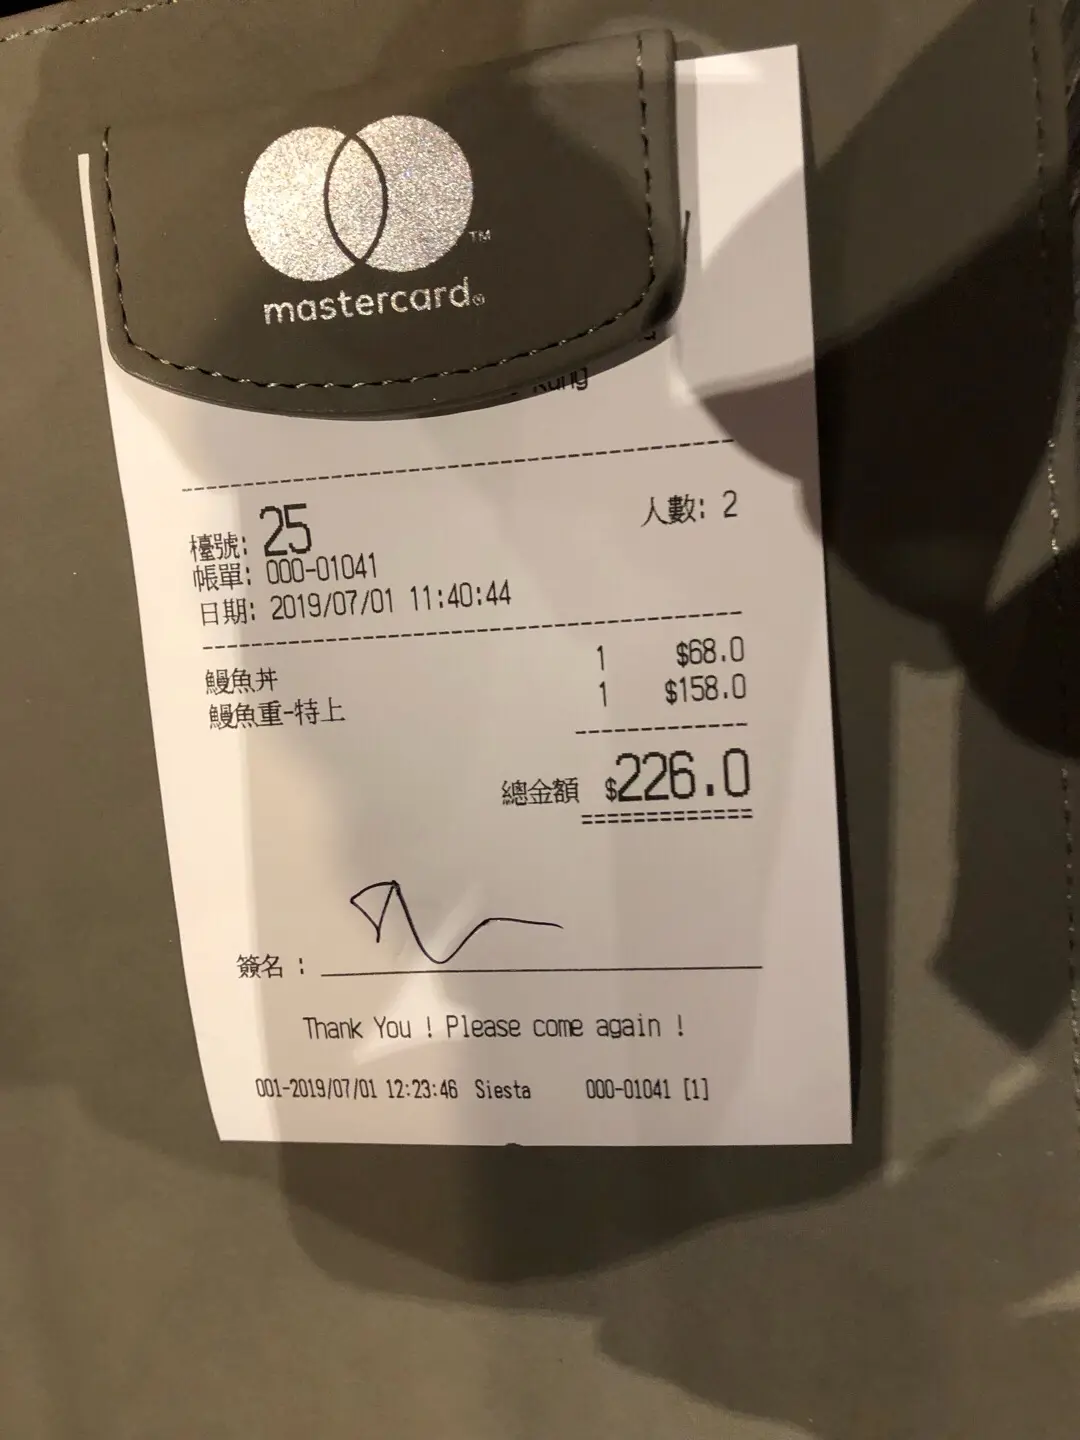 mastercard®
TM
檯號: 25
人數: 2
帳單: 000-01041
日期: 2019/07/01 11:40:44
鰻魚丼 1 $68.0
鰻魚重-特上 1 $158.0
總金額 $226.0
簽名 :
Thank You ! Please come again !
001-2019/07/01 12:23:46 Siesta 000-01041 [1]